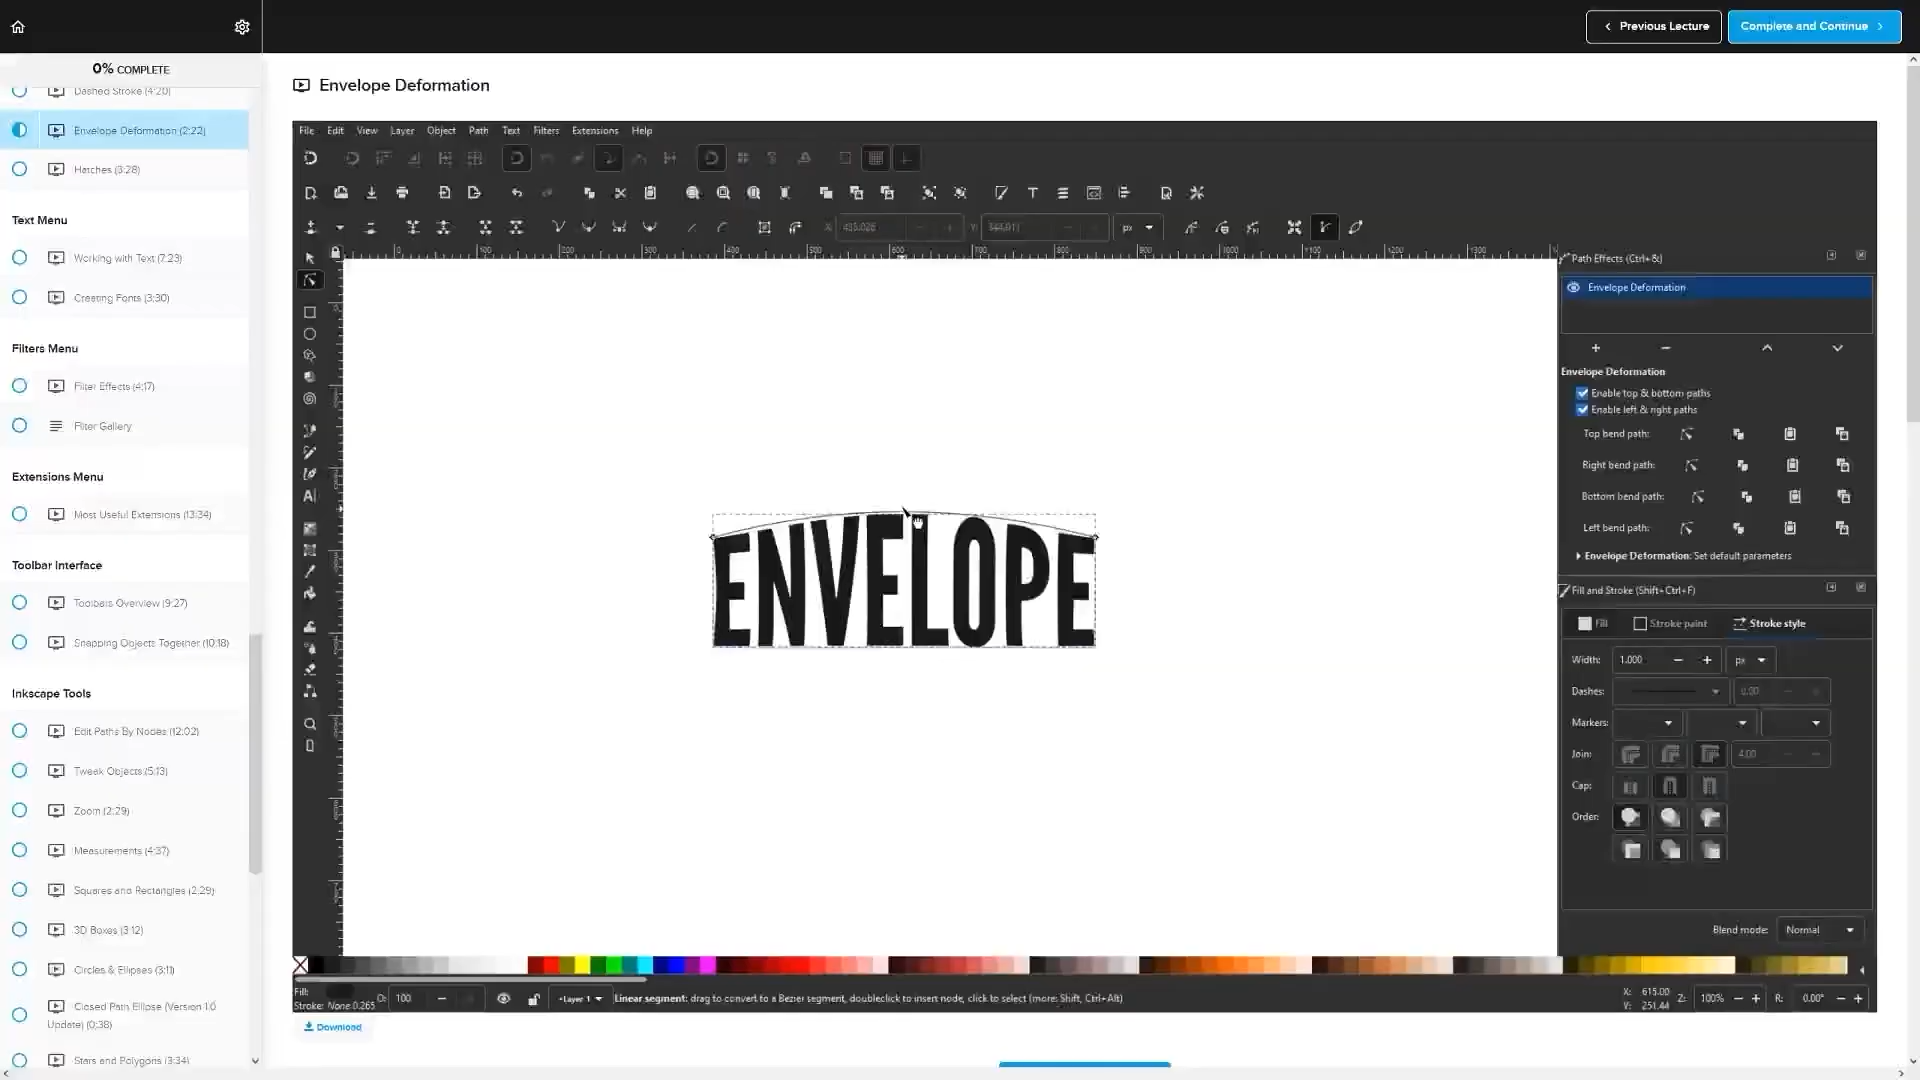 Previous Lecture
Complete and Continue
0% COMPLETE
Dashed Stroke (4:20)
Envelope Deformation (2:22)
Hatches (3:28)
Text Menu
Working with Text (7:23)
Creating Fonts (3:30)
Filters Menu
Filter Effects (4:17)
Filter Gallery
Extensions Menu
Most Useful Extensions (13:34)
Toolbar Interface
Toolbars Overview (9:27)
Snapping Objects Together (10:18)
Inkscape Tools
Edit Paths By Nodes (12:02)
Tweak Objects (5:13)
Zoom (2:29)
Measurements (4:37)
Squares and Rectangles (2:29)
3D Boxes (3:12)
Circles & Ellipses (3:11)
Closed Path Ellipse (Version 1.0
Update) (0:38)
Stars and Polygons (3:34)
Envelope Deformation
File Edit View Layer Object Path Text Filters Extensions Help
X: Y: px
Path Effects (Ctrl+&)
Envelope Deformation
Envelope Deformation
Enable top & bottom paths
Enable left & right paths
Top bend path:
Right bend path:
Bottom bend path:
Left bend path:
Envelope Deformation: Set default parameters
ENVELOPE
Fill and Stroke (Shift+Ctrl+F)
Fill Stroke paint Stroke style
Width: 1.000 px
Dashes: 0.00
Markers:
Join: 4.00
Cap:
Order:
Blend mode: Normal
Fill:
Stroke: None 0.265
O: 100
Layer 1
Linear segment: drag to convert to a Bezier segment, doubleclick to insert node, click to select (more: Shift, Ctrl+Alt)
X: 615.00
Y: 251.44
Z: 100%
R: 0.00°
Download